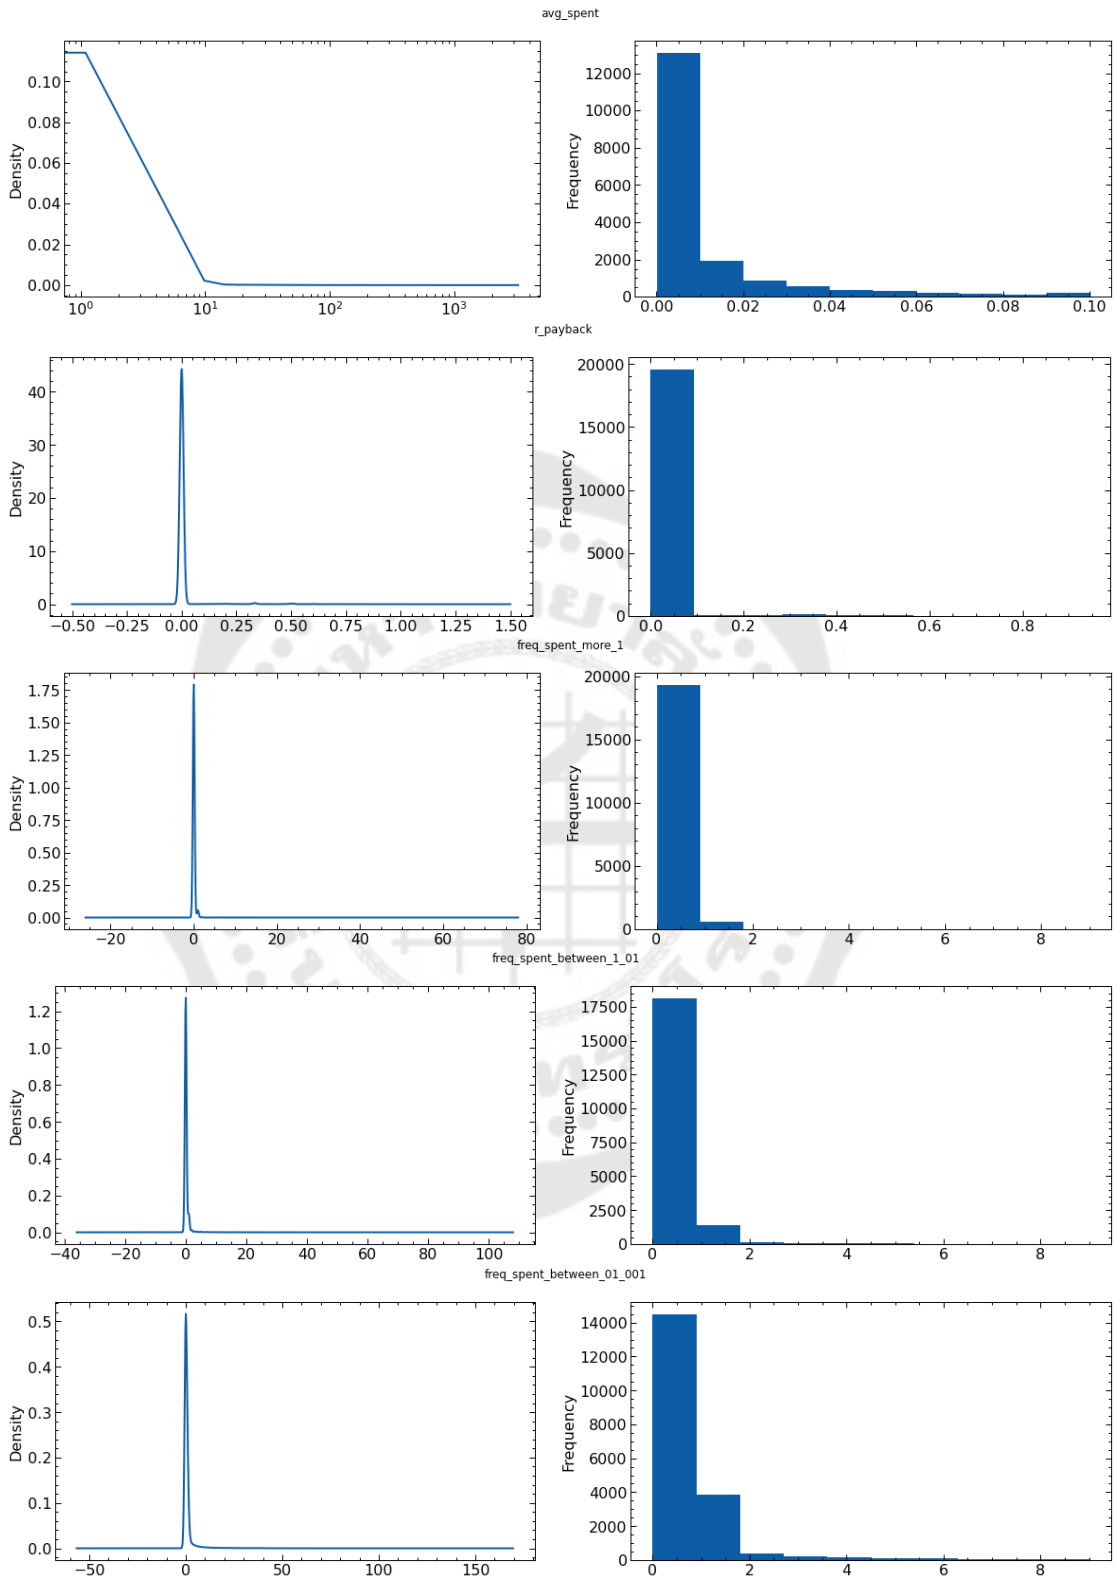 avg_spent
Density
0.10
0.08
0.06
0.04
0.02
0.00
10⁰ 10¹ 10² 10³
Frequency
12000
10000
8000
6000
4000
2000
0
0.00 0.02 0.04 0.06 0.08 0.10
r_payback
Density
40
30
20
10
0
−0.50 −0.25 0.00 0.25 0.50 0.75 1.00 1.25 1.50
Frequency
20000
15000
10000
5000
0
0.0 0.2 0.4 0.6 0.8
freq_spent_more_1
Density
1.75
1.50
1.25
1.00
0.75
0.50
0.25
0.00
−20 0 20 40 60 80
Frequency
20000
15000
10000
5000
0
0 2 4 6 8
freq_spent_between_1_01
Density
1.2
1.0
0.8
0.6
0.4
0.2
0.0
−40 −20 0 20 40 60 80 100
Frequency
17500
15000
12500
10000
7500
5000
2500
0
0 2 4 6 8
freq_spent_between_01_001
Density
0.5
0.4
0.3
0.2
0.1
0.0
−50 0 50 100 150
Frequency
14000
12000
10000
8000
6000
4000
2000
0
0 2 4 6 8